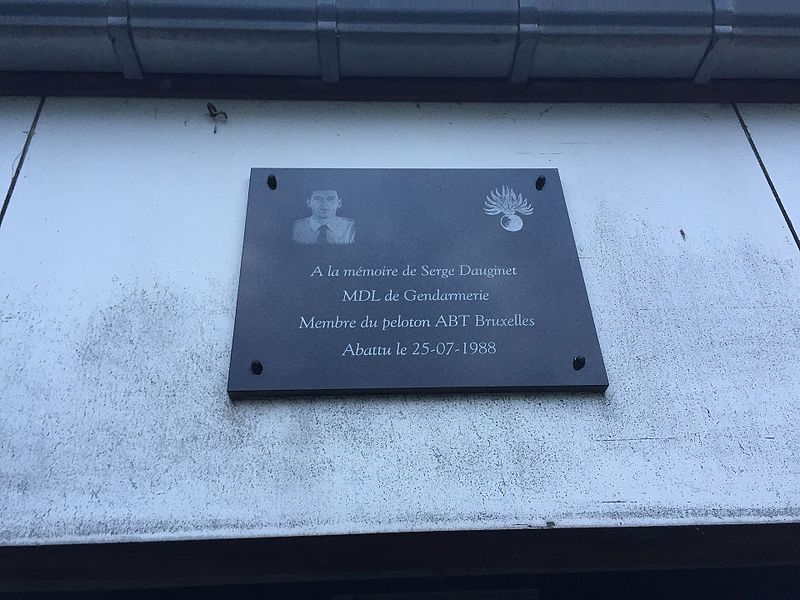 A la mémoire de Serge Dauginet
MDL de Gendarmerie
Membre du peloton ABT Bruxelles
Abattu le 25-07-1988